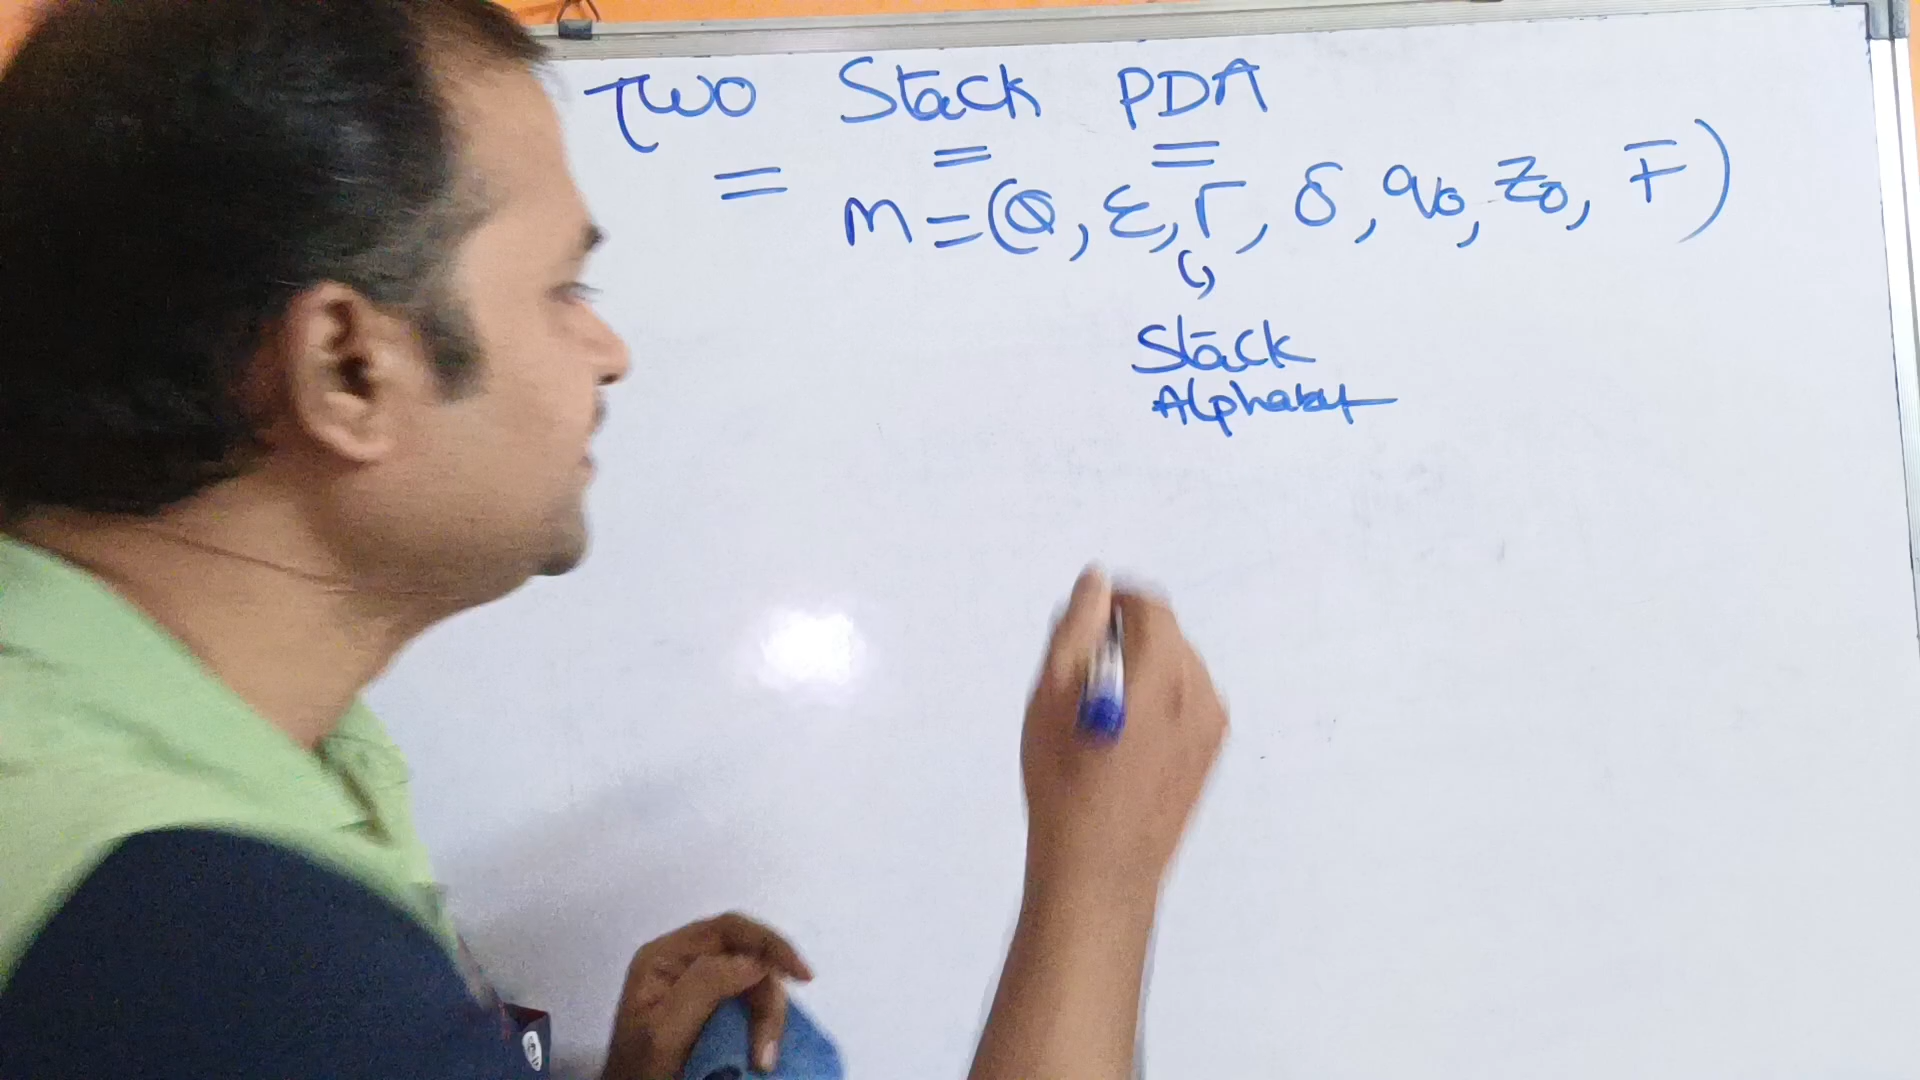 Two Stack PDA
M = (Q, Σ, Γ, δ, q0, z0, F)
Stack
Alphabet